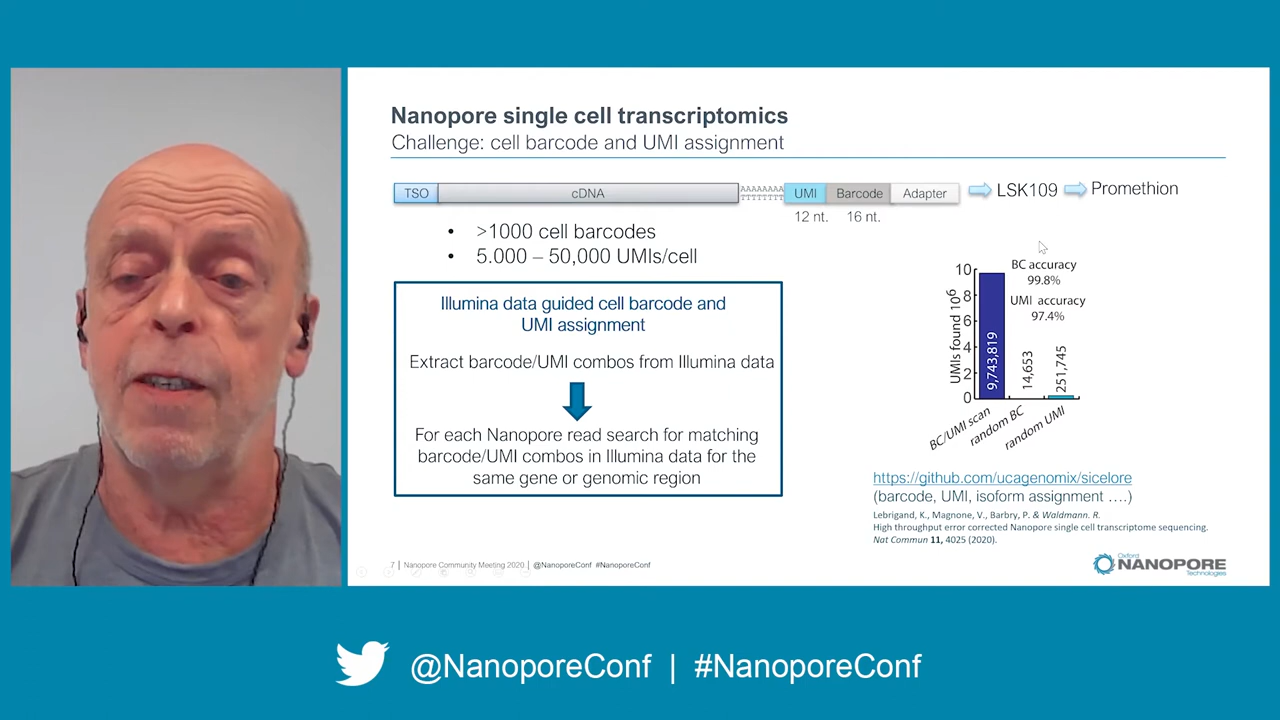 Nanopore single cell transcriptomics
Challenge: cell barcode and UMI assignment
TSO cDNA AAAAAAAA UMI Barcode Adapter LSK109 Promethion
TTTTTTTT
12 nt. 16 nt.
• >1000 cell barcodes
• 5.000 – 50,000 UMIs/cell
Illumina data guided cell barcode and
UMI assignment
Extract barcode/UMI combos from Illumina data
For each Nanopore read search for matching
barcode/UMI combos in Illumina data for the
same gene or genomic region
BC accuracy
99.8%
UMI accuracy
97.4%
UMIs found 10⁶
10
8
6
4
2
0
9,743,819
14,653
251,745
BC/UMI scan
random BC
random UMI
https://github.com/ucagenomix/sicelore
(barcode, UMI, isoform assignment ….)
Lebrigand, K., Magnone, V., Barbry, P. & Waldmann. R.
High throughput error corrected Nanopore single cell transcriptome sequencing.
Nat Commun 11, 4025 (2020).
7 | Nanopore Community Meeting 2020 | @NanoporeConf #NanoporeConf
Oxford
NANOPORE
Technologies
@NanoporeConf | #NanoporeConf